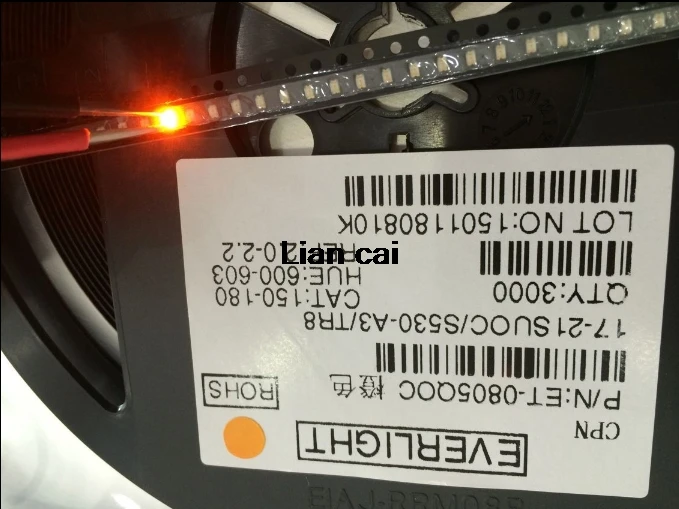 EVERLIGHT
CPN
ROHS
P/N:ET-0805QOC 橙色
17-21SUOC/S530-A3/TR8
QTY:3000
CAT:150-180
HUE:600-603
LOT NO:1501180810K
Lian cai